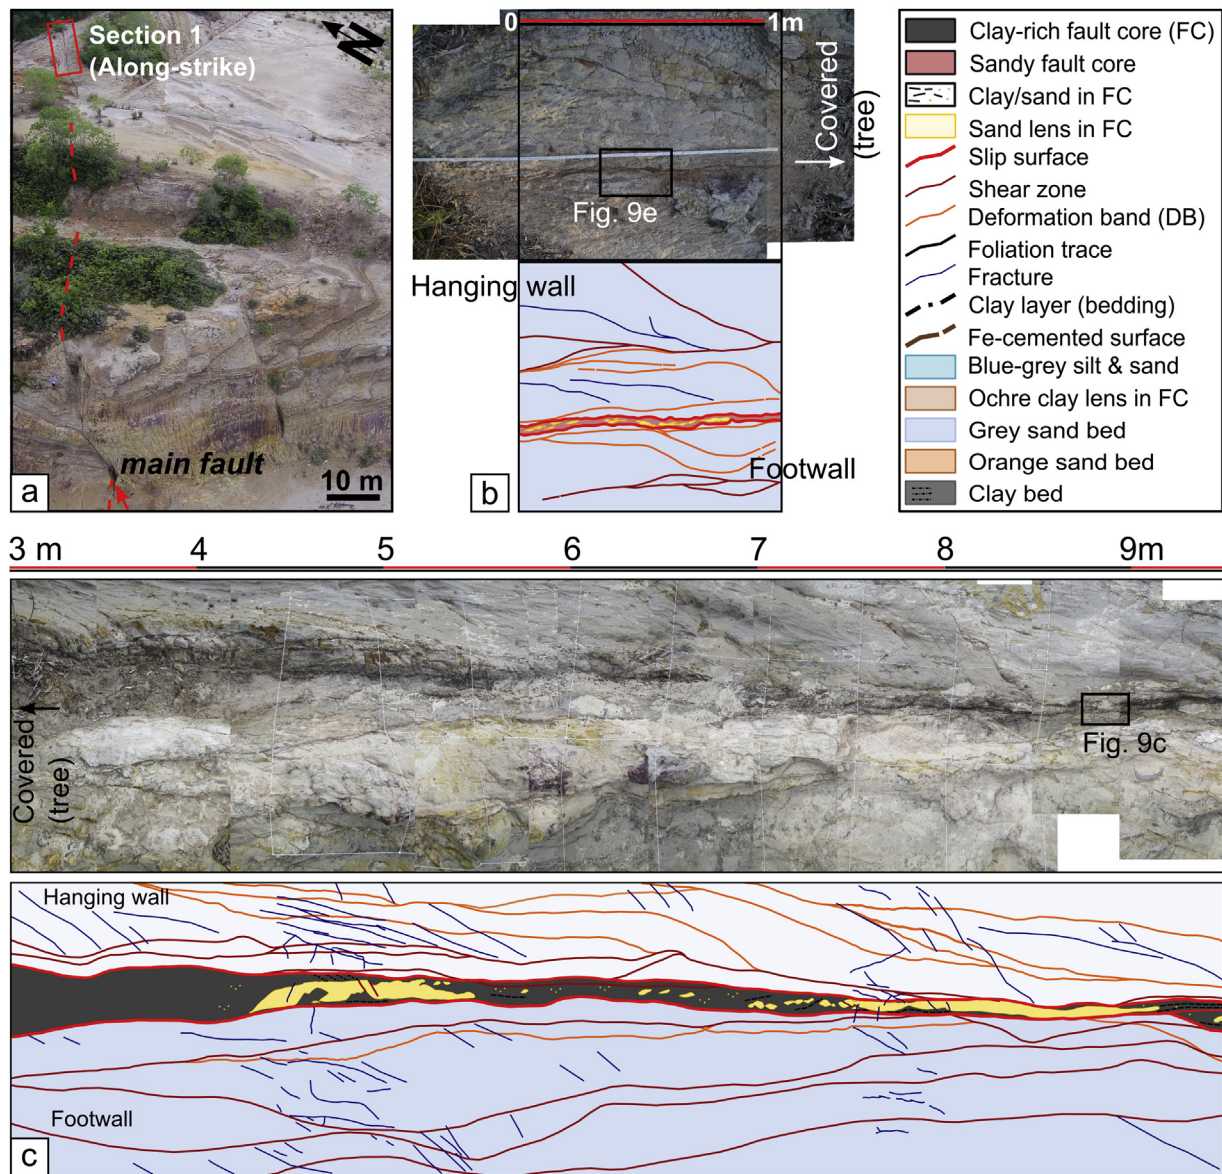 Section 1
(Along-strike)
N
main fault
10 m
a
0
1m
Covered
(tree)
Fig. 9e
Hanging wall
Footwall
b
Clay-rich fault core (FC)
Sandy fault core
Clay/sand in FC
Sand lens in FC
Slip surface
Shear zone
Deformation band (DB)
Foliation trace
Fracture
Clay layer (bedding)
Fe-cemented surface
Blue-grey silt & sand
Ochre clay lens in FC
Grey sand bed
Orange sand bed
Clay bed
3 m 4 5 6 7 8 9m
Covered
(tree)
Fig. 9c
Hanging wall
Footwall
c